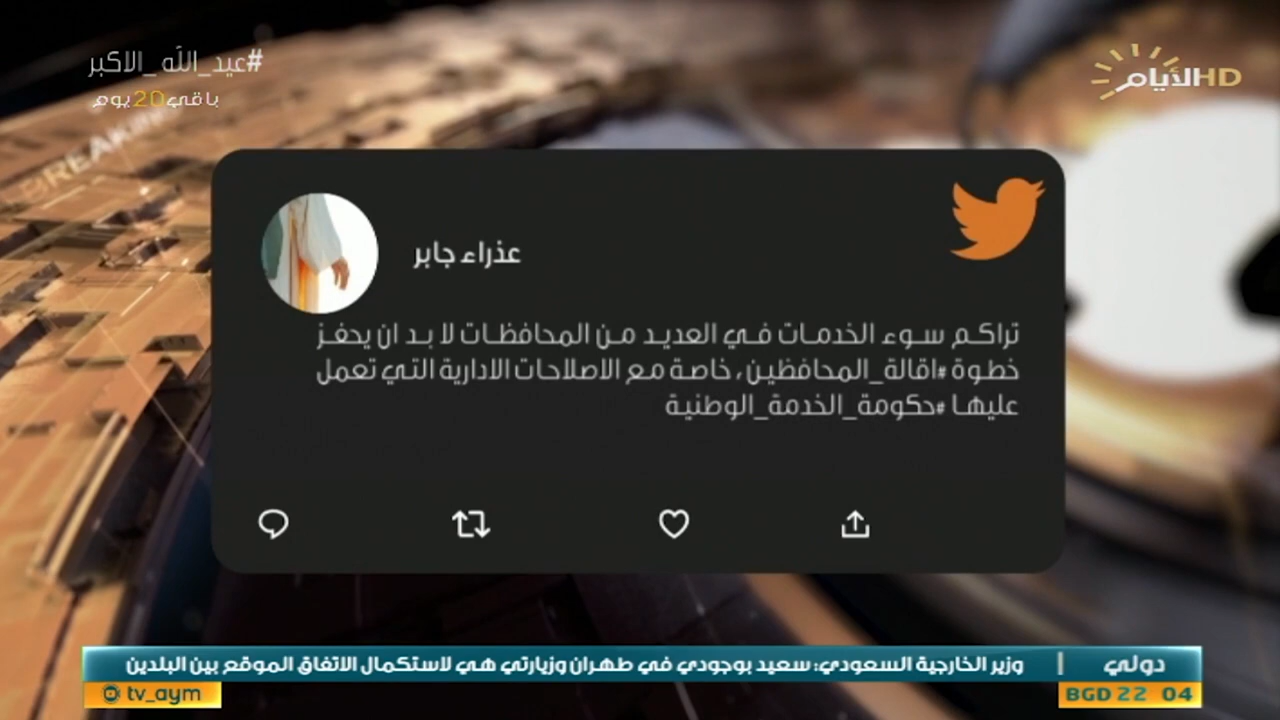 #عيد_الله_الاكبر
باقي 20 يوم
الأيام HD
BREAKING
عذراء جابر
تراكم سوء الخدمات في العديد من المحافظات لا بد ان يحفز
خطوة #اقالة_المحافظين، خاصة مع الاصلاحات الادارية التي تعمل
عليها #حكومة_الخدمة_الوطنية
دولي | وزير الخارجية السعودي: سعيد بوجودي في طهران وزيارتي هي لاستكمال الاتفاق الموقع بين البلدين
tv_aym
BGD 22 04